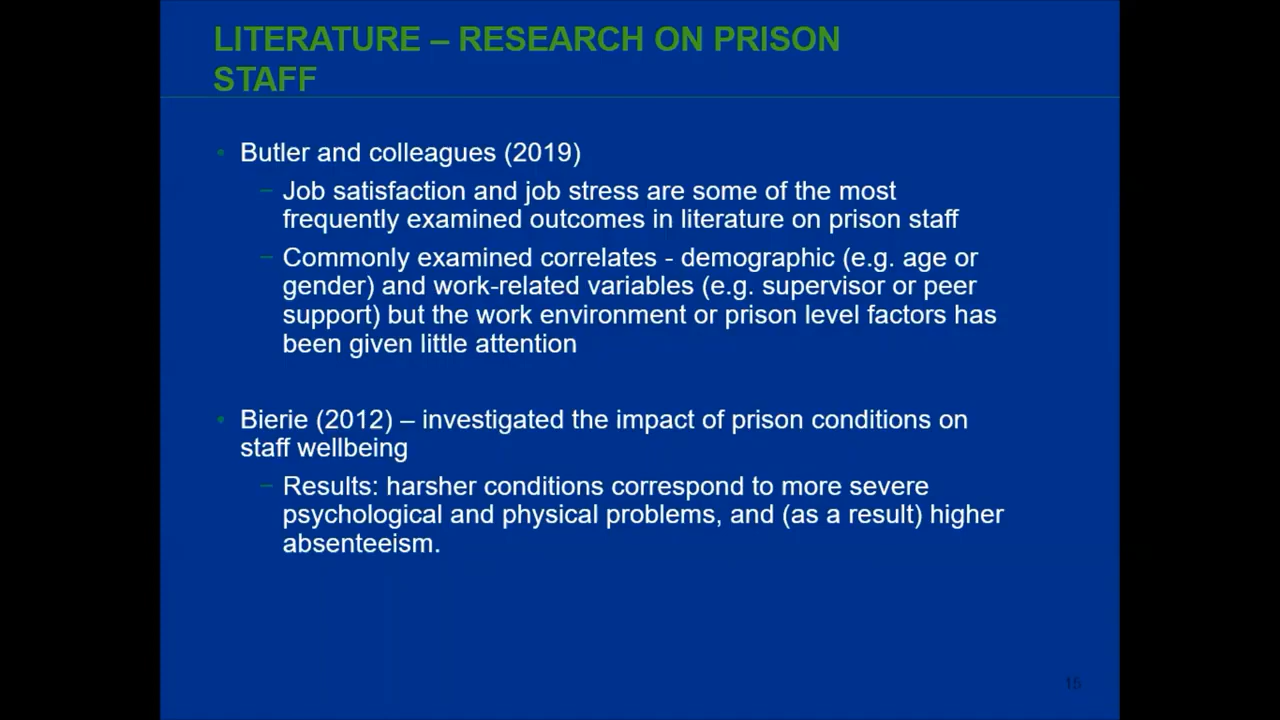 LITERATURE – RESEARCH ON PRISON
STAFF
• Butler and colleagues (2019)
– Job satisfaction and job stress are some of the most
frequently examined outcomes in literature on prison staff
– Commonly examined correlates - demographic (e.g. age or
gender) and work-related variables (e.g. supervisor or peer
support) but the work environment or prison level factors has
been given little attention
• Bierie (2012) – investigated the impact of prison conditions on
staff wellbeing
– Results: harsher conditions correspond to more severe
psychological and physical problems, and (as a result) higher
absenteeism.